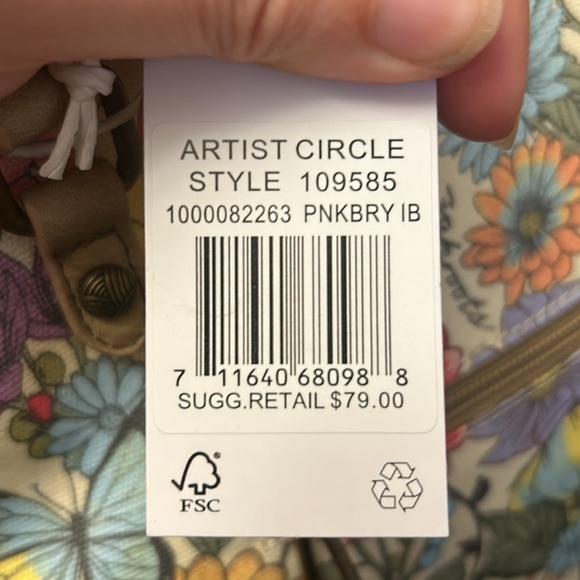 ARTIST CIRCLE
STYLE 109585
1000082263 PNKBRY IB
7 11640 68098 8
SUGG.RETAIL $79.00
FSC